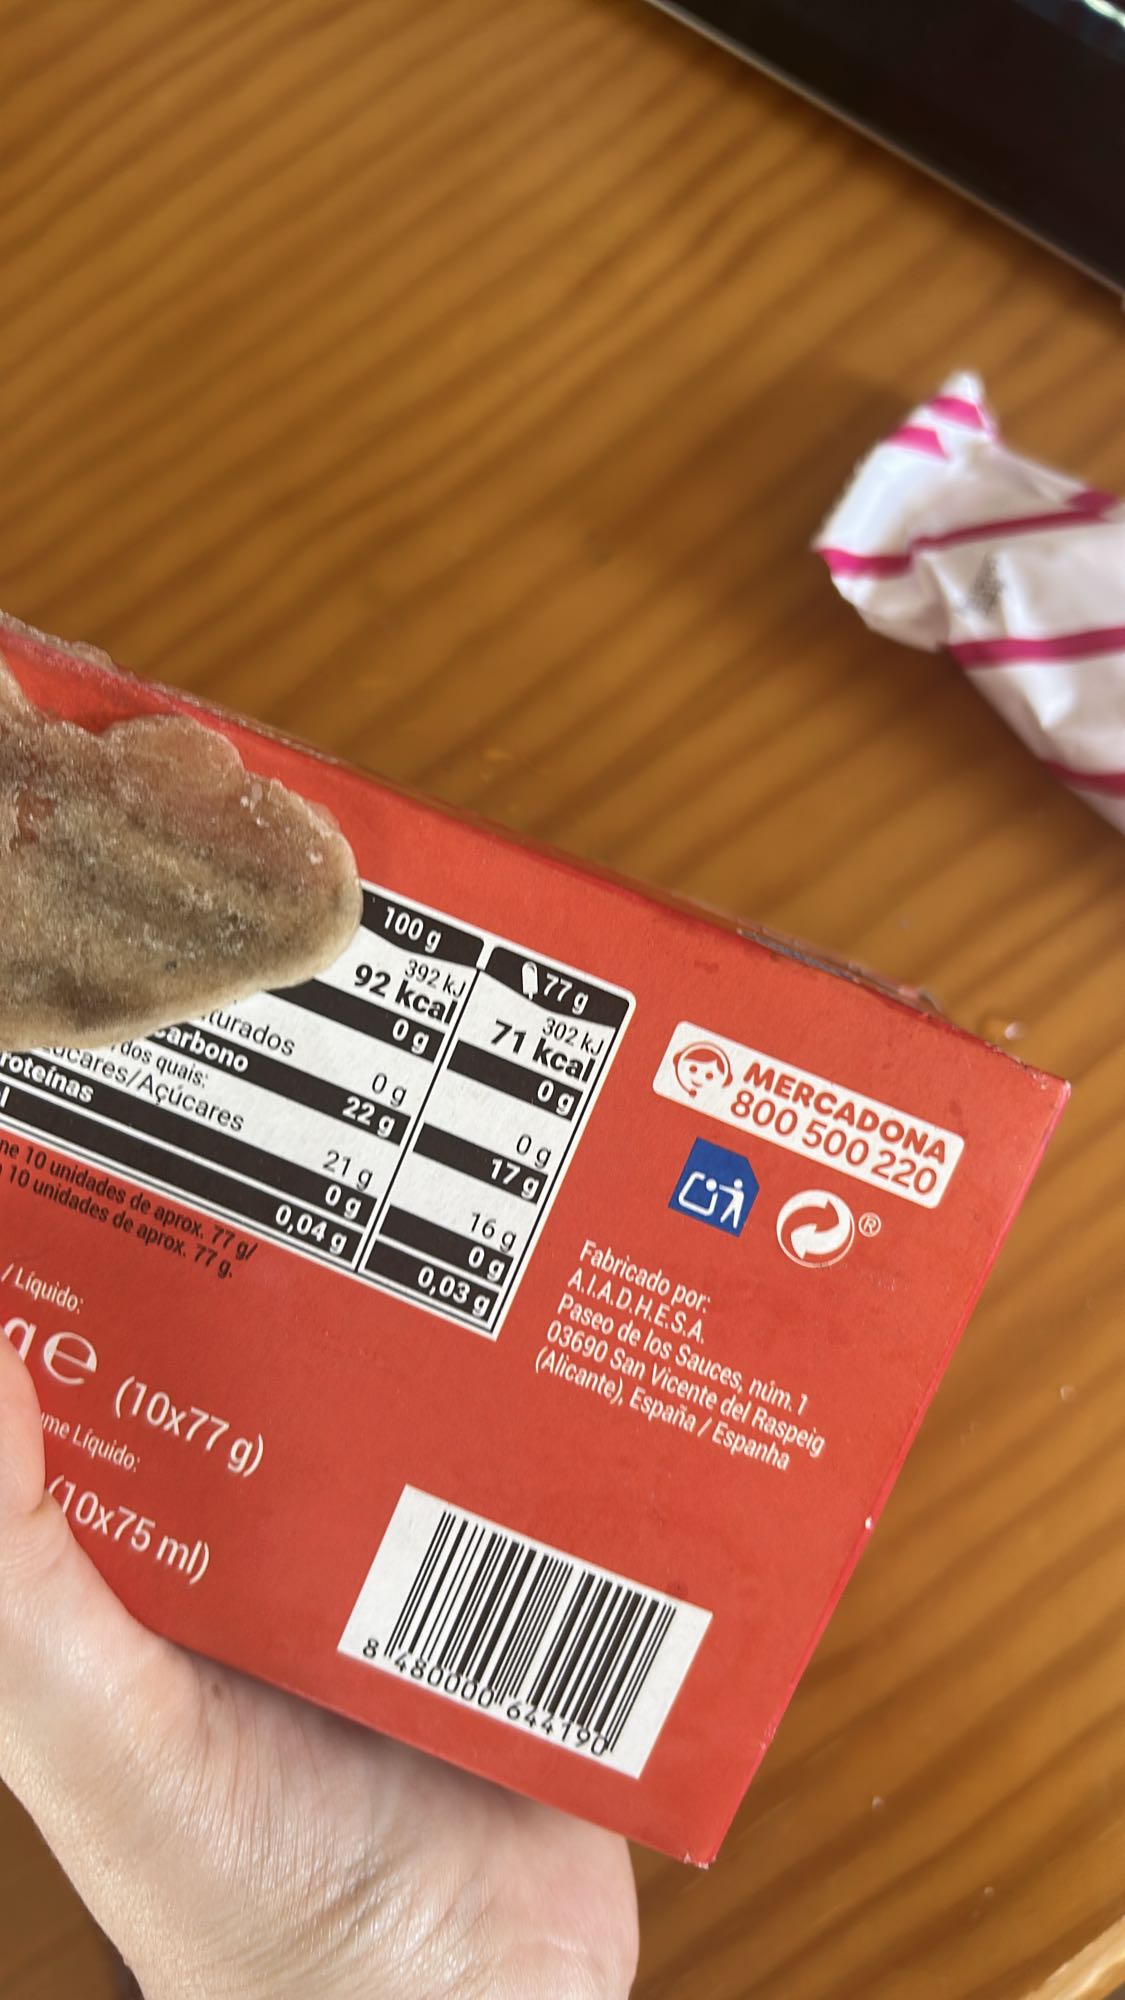 100 g
77 g
392 kJ
302 kJ
92 kcal
71 kcal
0 g
0 g
turados
0 g
0 g
carbono
22 g
17 g
dos quais:
úcares/Açúcares
21 g
16 g
roteínas
0 g
0 g
l
0,04 g
0,03 g
ne 10 unidades de aprox. 77 g/
10 unidades de aprox. 77 g.
/ Líquido:
g e (10x77 g)
me Líquido:
(10x75 ml)
MERCADONA
800 500 220
®
Fabricado por:
A.I.A.D.H.E.S.A.
Paseo de los Sauces, núm. 1
03690 San Vicente del Raspeig
(Alicante), España / Espanha
8 480000 644190